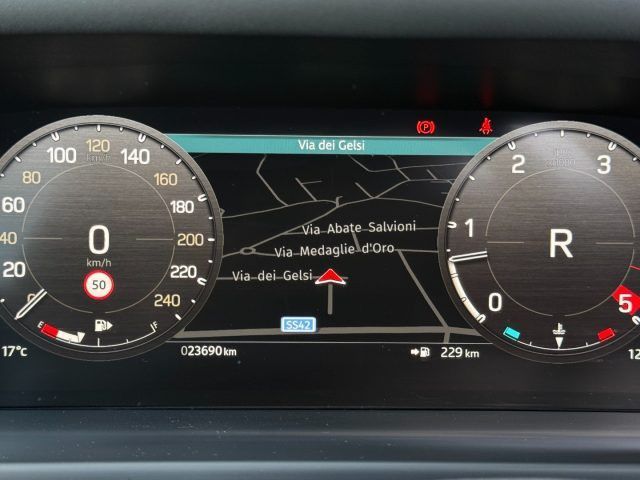 Via dei Gelsi
80
100
120
km/h
140
160
60
180
40
200
20
220
240
0
km/h
50
E
F
17°C
023690 km
Via Abate Salvioni
Via Medaglie d'Oro
Via dei Gelsi
SS42
229 km
P
2
3
x1000
1
0
5
R
12